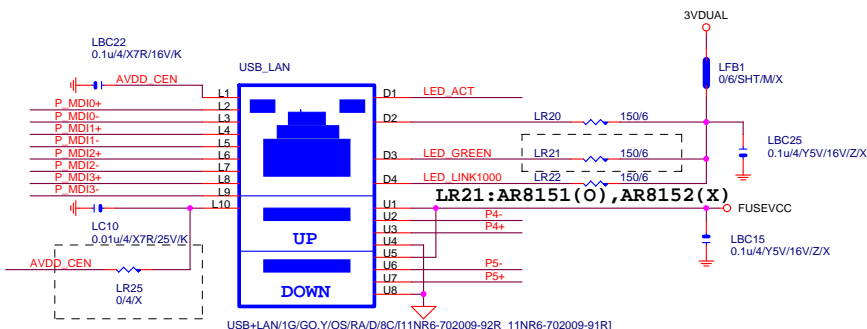 3VDUAL
LBC22
0.1u/4/X7R/16V/K
USB_LAN
LFB1
0/6/SHT/M/X
AVDD_CEN
L1
D1
LED_ACT
P_MDI0+
L2
P_MDI0-
L3
D2
LR20
150/6
P_MDI1+
L4
P_MDI1-
L5
LBC25
0.1u/4/Y5V/16V/Z/X
P_MDI2+
L6
D3
LED_GREEN
LR21
150/6
P_MDI2-
L7
P_MDI3+
L8
D4
LED_LINK1000
LR22
150/6
P_MDI3-
L9
LR21:AR8151(O),AR8152(X)
L10
U1
FUSEVCC
U2
P4-
LC10
0.01u/4/X7R/25V/K
U3
P4+
UP
U4
LBC15
0.1u/4/Y5V/16V/Z/X
U5
AVDD_CEN
U6
P5-
LR25
0/4/X
U7
P5+
DOWN
U8
USB+LAN/1G/GO,Y/OS/RA/D/8C/[11NR6-702009-92R_11NR6-702009-91R]